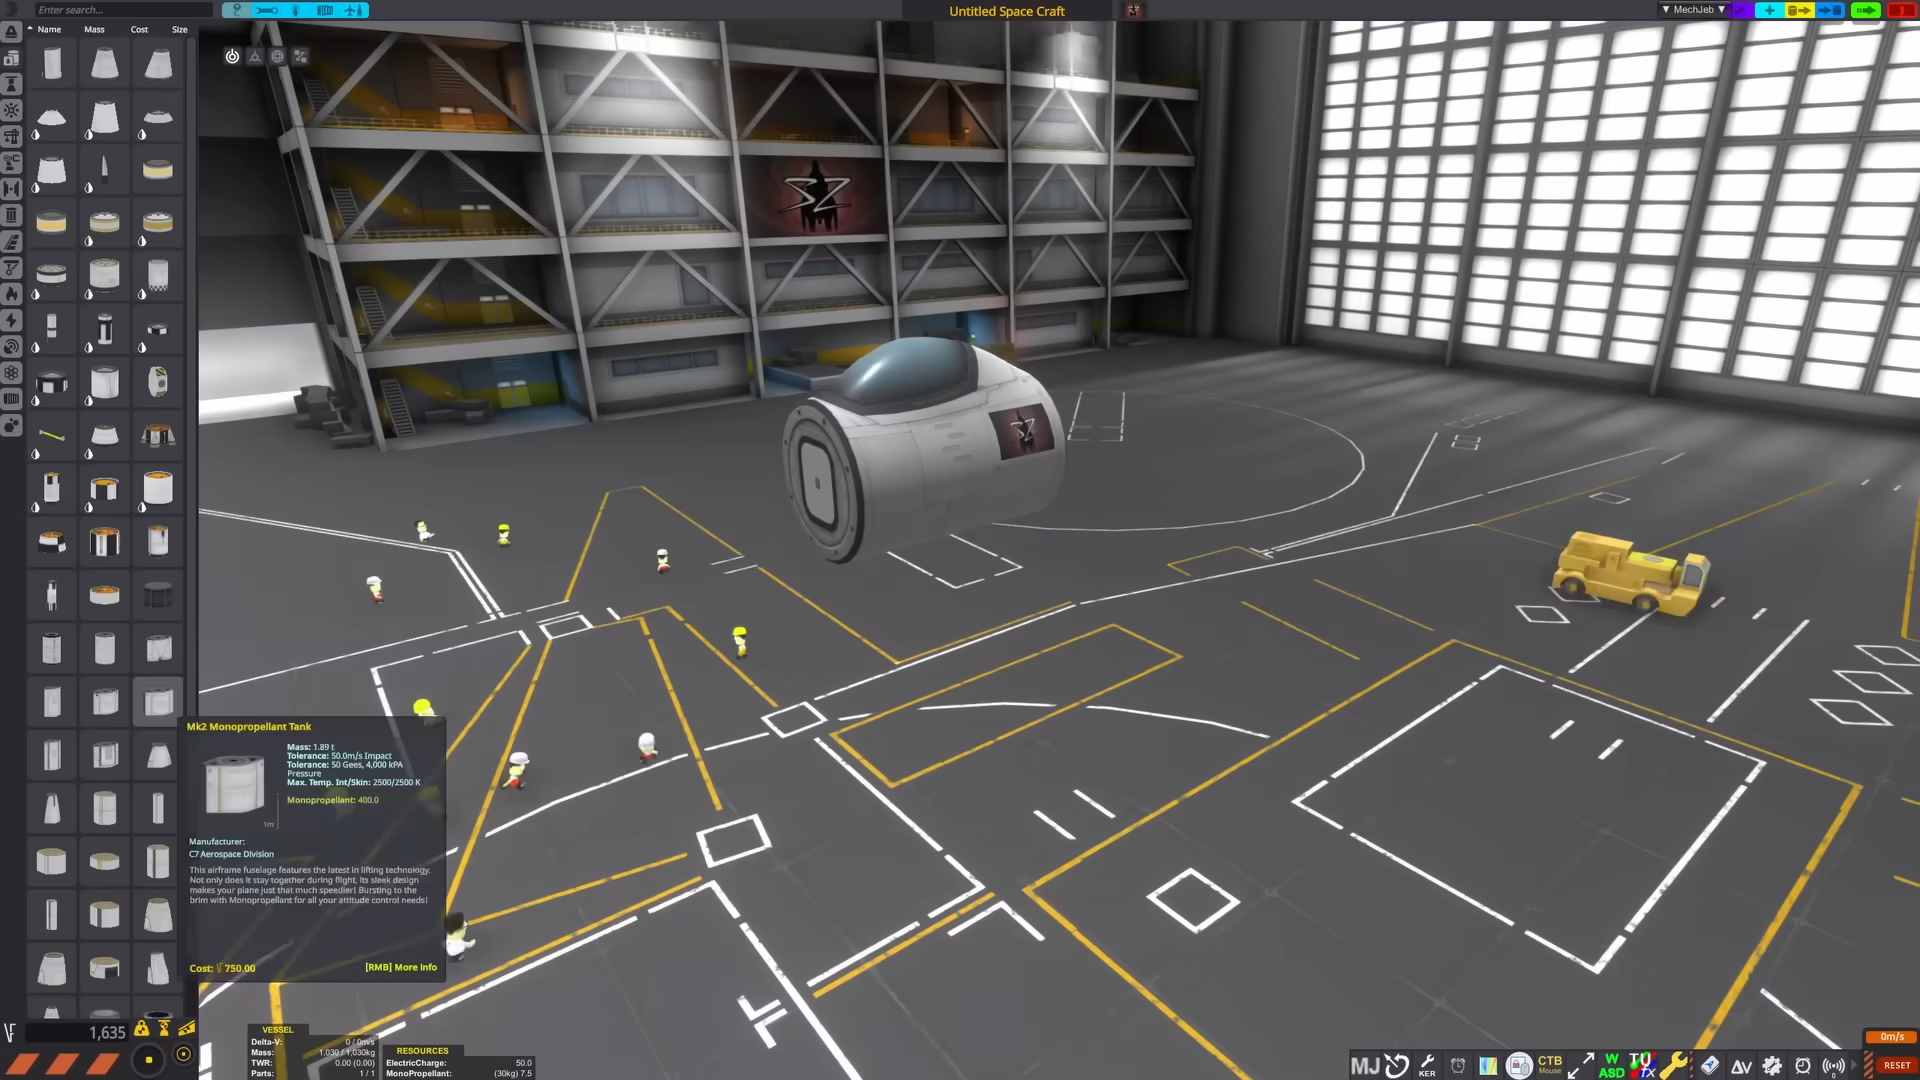 Enter search...
Untitled Space Craft
▼ MechJeb ▼
Name Mass Cost Size
Mk2 Monopropellant Tank
Mass: 1.89 t
Tolerance: 50.0m/s Impact
Tolerance: 50 Gees, 4,000 kPa
Pressure
Max. Temp. Int/Skin: 2500/2500 K
Monopropellant: 400.0
1m
Manufacturer:
C7 Aerospace Division
This airframe fuselage features the latest in lifting technology.
Not only does it stay together during flight, its sleek design
makes your plane just that much speedier! Bursting to the
brim with Monopropellant for all your attitude control needs!
Cost: 750.00
[RMB] More Info
1,635
VESSEL
Delta-V: 0 / 0m/s
Mass: 1,030 / 1,030kg
TWR: 0.00 (0.00)
Parts: 1 / 1
RESOURCES
ElectricCharge: 50.0
MonoPropellant: (30kg) 7.5
0m/s
MJ
KER
CTB
Mouse
W
ASD
TU
TX
ΔV
RESET